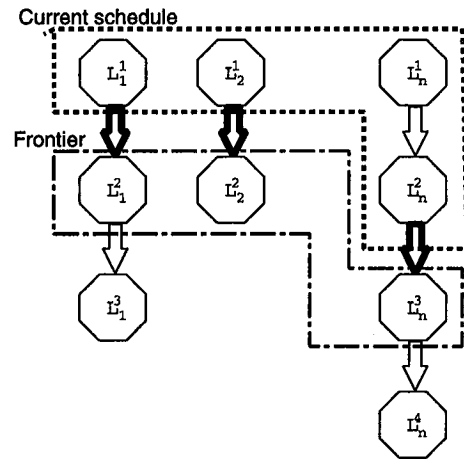 Current schedule
L₁¹ L₂¹ Lₙ¹
Frontier
L₁² L₂² Lₙ²
L₁³ Lₙ³
Lₙ⁴